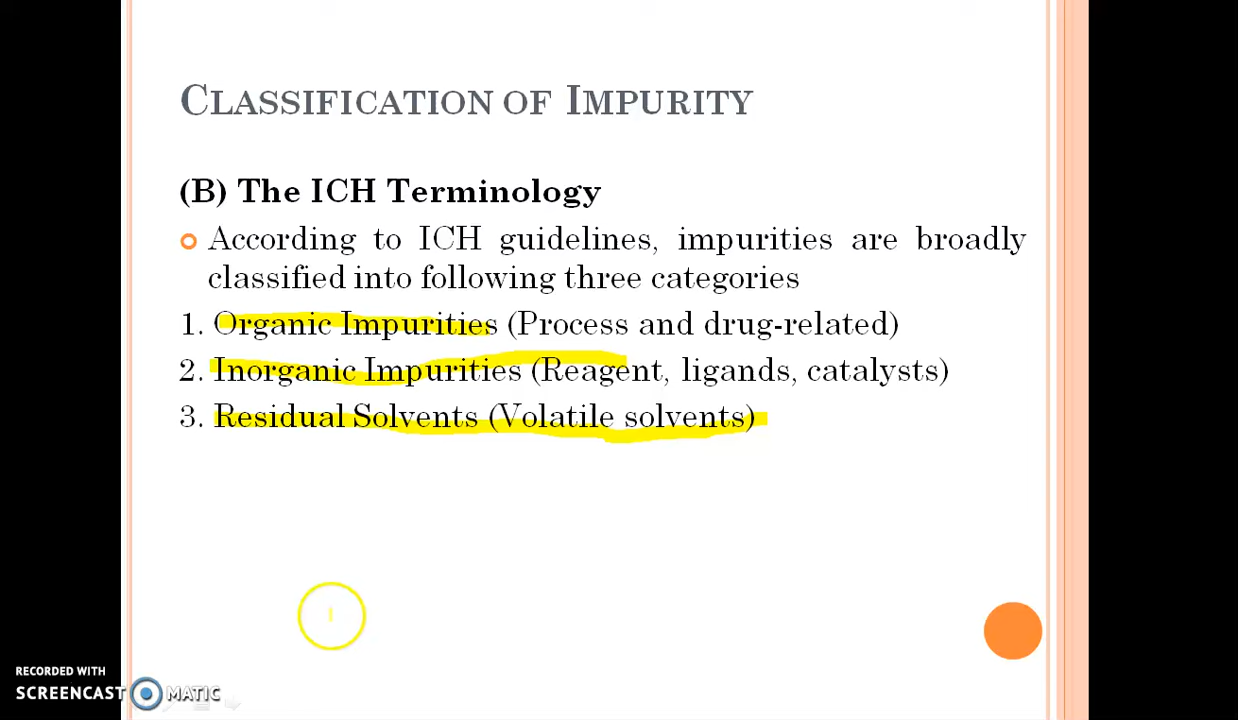 CLASSIFICATION OF IMPURITY
(B) The ICH Terminology
According to ICH guidelines, impurities are broadly
classified into following three categories
1. Organic Impurities (Process and drug-related)
2. Inorganic Impurities (Reagent, ligands, catalysts)
3. Residual Solvents (Volatile solvents)
RECORDED WITH
SCREENCAST MATIC